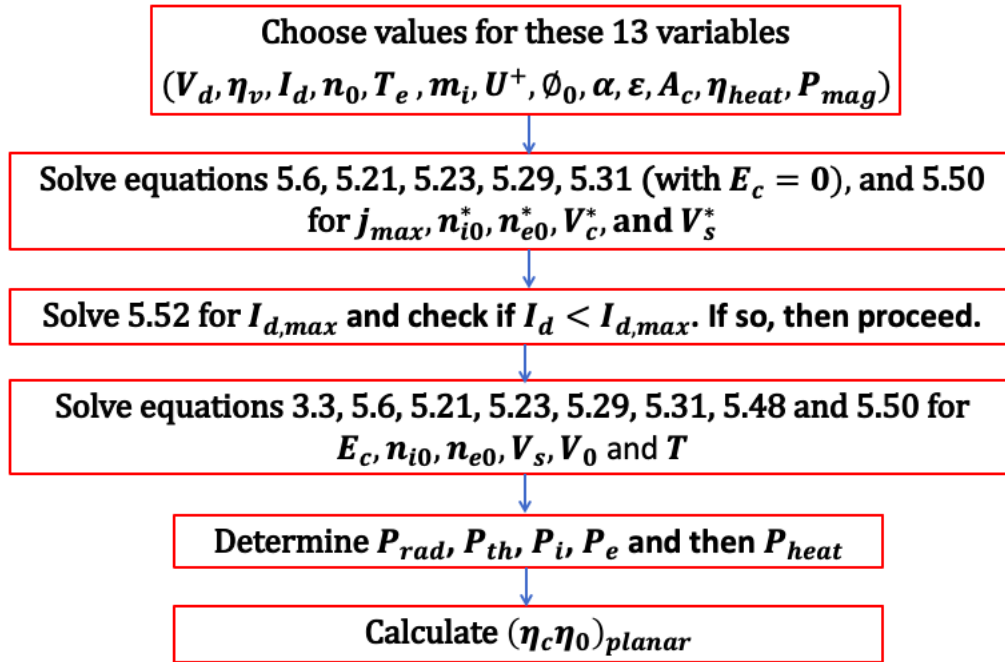 Choose values for these 13 variables
(V_d, η_v, I_d, n_0, T_e, m_i, U⁺, ∅_0, α, ε, A_c, η_heat, P_mag)
Solve equations 5.6, 5.21, 5.23, 5.29, 5.31 (with E_c = 0), and 5.50
for j_max, n*_i0, n*_e0, V*_c, and V*_s
Solve 5.52 for I_d,max and check if I_d < I_d,max. If so, then proceed.
Solve equations 3.3, 5.6, 5.21, 5.23, 5.29, 5.31, 5.48 and 5.50 for
E_c, n_i0, n_e0, V_s, V_0 and T
Determine P_rad, P_th, P_i, P_e and then P_heat
Calculate (η_c η_0)_planar